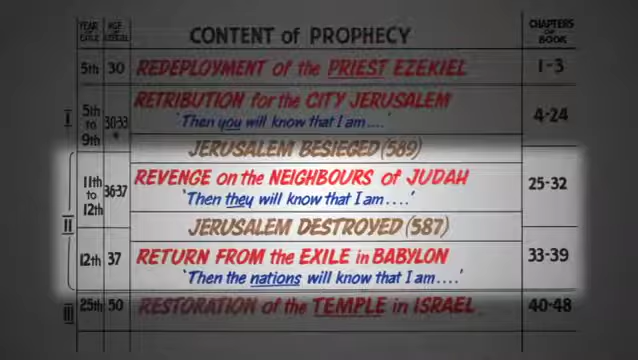 YEAR OF EXILE AGE OF EZEKIEL CONTENT of PROPHECY CHAPTERS OF BOOK
5th 30 REDEPLOYMENT of the PRIEST EZEKIEL 1-3
I 5th to 9th 30-33 * RETRIBUTION for the CITY JERUSALEM 4-24
'Then you will know that I am....'
JERUSALEM BESIEGED (589)
II 11th to 12th 36-37 REVENGE on the NEIGHBOURS of JUDAH 25-32
'Then they will know that I am....'
JERUSALEM DESTROYED (587)
12th 37 RETURN FROM the EXILE in BABYLON 33-39
'Then the nations will know that I am....'
III 25th 50 RESTORATION of the TEMPLE in ISRAEL 40-48